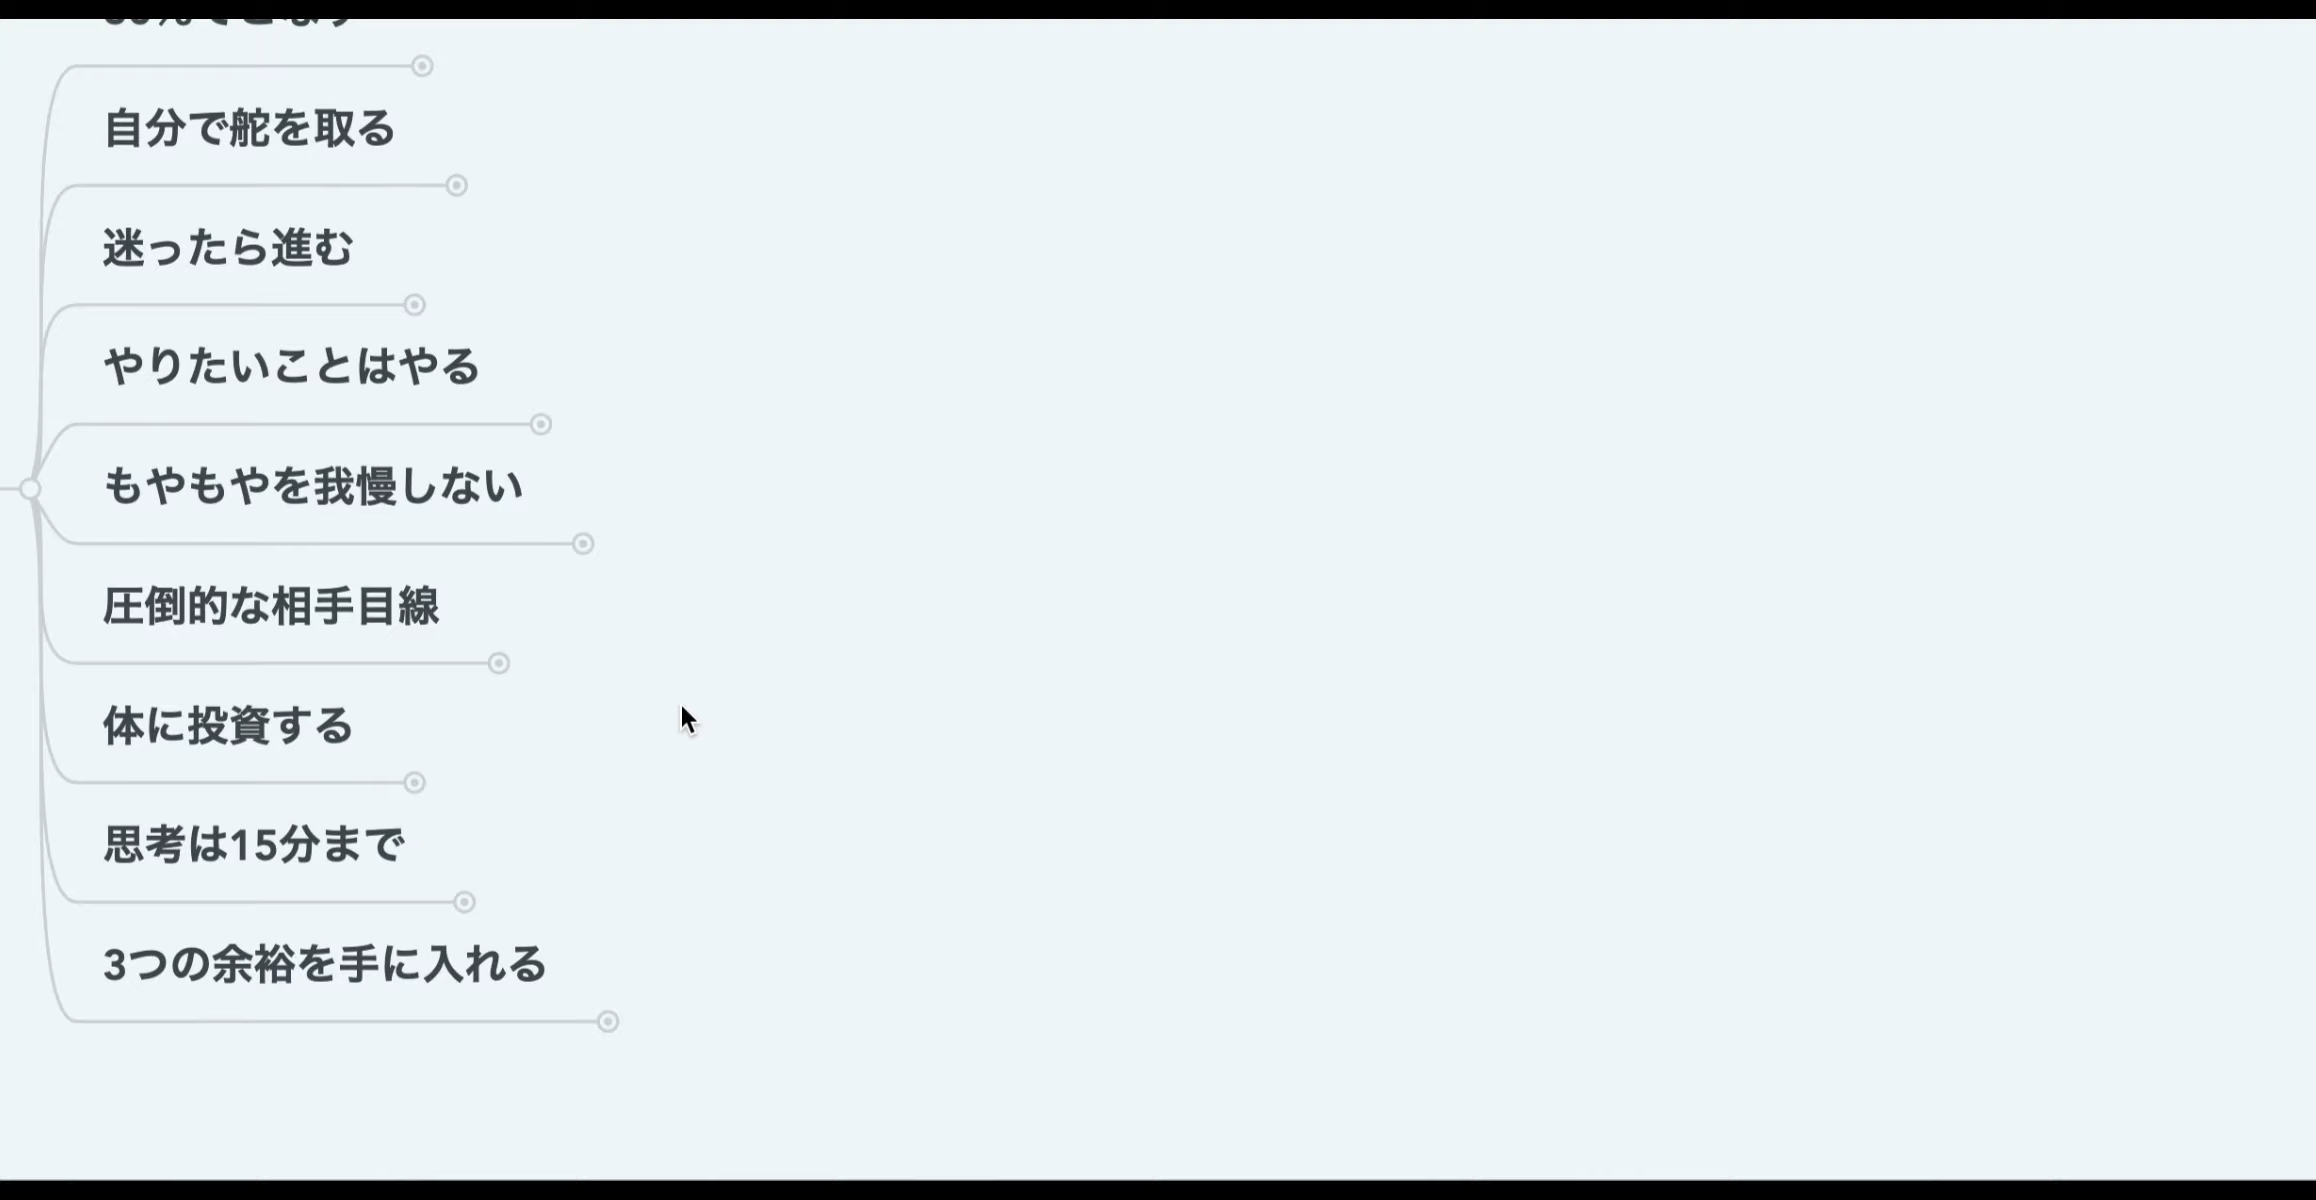 自分で舵を取る
迷ったら進む
やりたいことはやる
もやもやを我慢しない
圧倒的な相手目線
体に投資する
思考は15分まで
3つの余裕を手に入れる